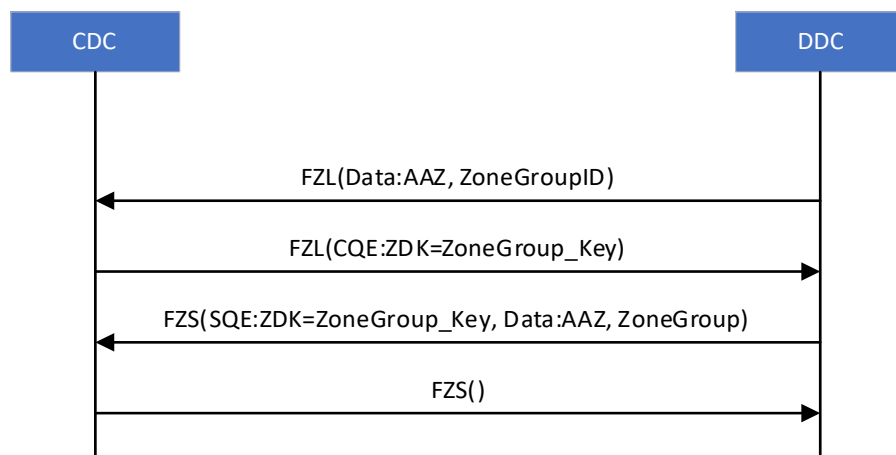 CDC
DDC
FZL(Data:AAZ, ZoneGroupID)
FZL(CQE:ZDK=ZoneGroup_Key)
FZS(SQE:ZDK=ZoneGroup_Key, Data:AAZ, ZoneGroup)
FZS()